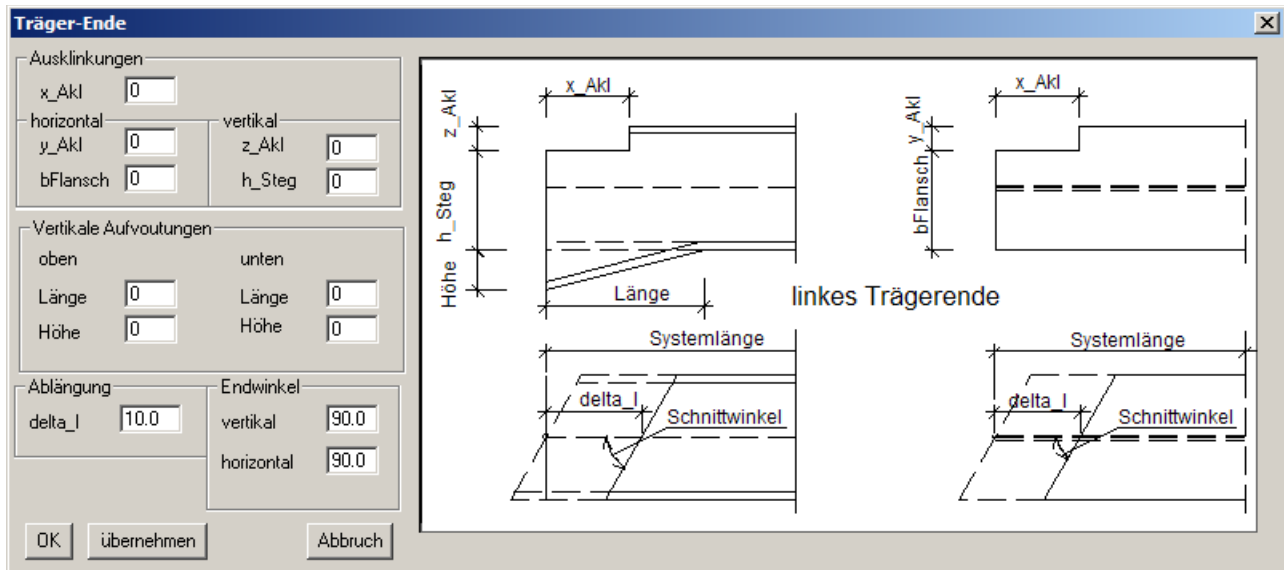 Träger-Ende
Ausklinkungen
x_Akl 0
horizontal
y_Akl 0
bFlansch 0
vertikal
z_Akl 0
h_Steg 0
Vertikale Aufvoutungen
oben unten
Länge 0 Länge 0
Höhe 0 Höhe 0
Ablängung
delta_l 10.0
Endwinkel
vertikal 90.0
horizontal 90.0
OK übernehmen Abbruch
x_Akl
z_Akl
h_Steg
Höhe
Länge
x_Akl
y_Akl
bFlansch
linkes Trägerende
Systemlänge
delta_l
Schnittwinkel
Systemlänge
delta_l
Schnittwinkel